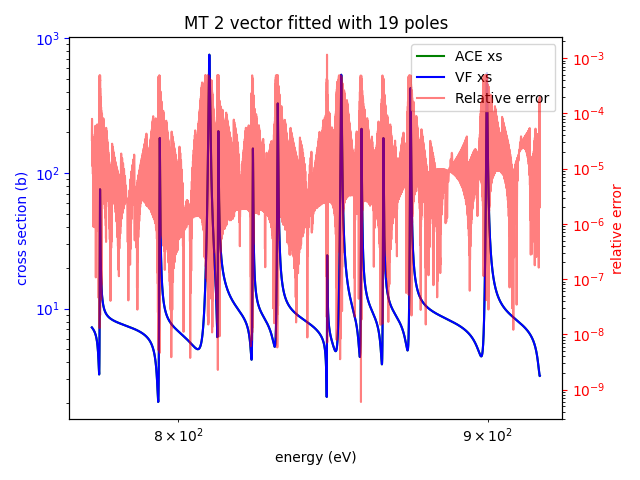 MT 2 vector fitted with 19 poles
ACE xs
VF xs
Relative error
10³
10²
10¹
cross section (b)
10⁻³
10⁻⁴
10⁻⁵
10⁻⁶
10⁻⁷
10⁻⁸
10⁻⁹
relative error
8 × 10²
9 × 10²
energy (eV)